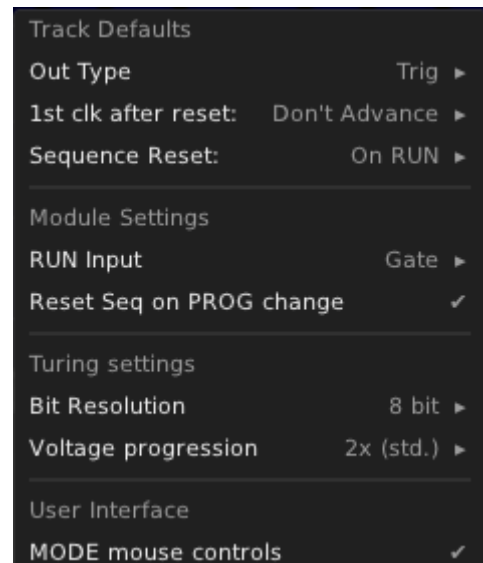 Track Defaults
Out Type Trig ▸
1st clk after reset: Don't Advance ▸
Sequence Reset: On RUN ▸
Module Settings
RUN Input Gate ▸
Reset Seq on PROG change ✔
Turing settings
Bit Resolution 8 bit ▸
Voltage progression 2x (std.) ▸
User Interface
MODE mouse controls ✔